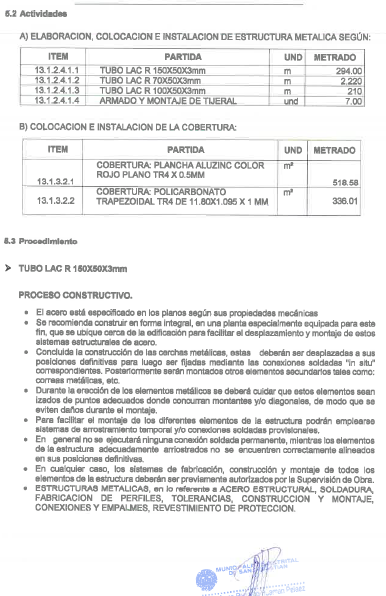 5.2 Actividades
A) ELABORACION, COLOCACION E INSTALACION DE ESTRUCTURA METALICA SEGÚN:
ITEM PARTIDA UND METRADO
13.1.2.4.1.1 TUBO LAC R 150X50X3mm m 294.00
13.1.2.4.1.2 TUBO LAC R 70X50X3mm m 2.220
13.1.2.4.1.3 TUBO LAC R 100X50X3mm m 210
13.1.2.4.1.4 ARMADO Y MONTAJE DE TIJERAL und 7.00
B) COLOCACION E INSTALACION DE LA COBERTURA:
ITEM PARTIDA UND METRADO
13.1.3.2.1 COBERTURA: PLANCHA ALUZINC COLOR m² 518.58
ROJO PLANO TR4 X 0.5MM
13.1.3.2.2 COBERTURA: POLICARBONATO m² 336.01
TRAPEZOIDAL TR4 DE 11.80X1.095 X 1 MM
5.3 Procedimiento
➤ TUBO LAC R 150X50X3mm
PROCESO CONSTRUCTIVO.
• El acero está especificado en los planos según sus propiedades mecánicas
• Se recomienda construir en forma integral, en una planta especialmente equipada para este
fin, que se ubique cerca de la edificación para facilitar el desplazamiento y montaje de estos
sistemas estructurales de acero.
• Concluida la construcción de las cerchas metálicas, estas deberán ser desplazadas a sus
posiciones definitivas para luego ser fijadas mediante las conexiones soldadas "in situ"
correspondientes. Posteriormente serán montados otros elementos secundarios tales como:
correas metálicas, etc.
• Durante la erección de los elementos metálicos se deberá cuidar que estos elementos sean
izados de puntos adecuados donde concurran montantes y/o diagonales, de modo que se
eviten daños durante el montaje.
• Para facilitar el montaje de los diferentes elementos de la estructura podrán emplearse
sistemas de arrostramiento temporal y/o conexiones soldadas provisionales.
• En general no se ejecutará ninguna conexión soldada permanente, mientras los elementos
de la estructura adecuadamente arriostrados no se encuentren correctamente alineados
en sus posiciones definitivas.
• En cualquier caso, los sistemas de fabricación, construcción y montaje de todos los
elementos de la estructura deberán ser previamente autorizados por la Supervisión de Obra.
• ESTRUCTURAS METALICAS, en lo referente a ACERO ESTRUCTURAL, SOLDADURA,
FABRICACION DE PERFILES, TOLERANCIAS, CONSTRUCCION Y MONTAJE,
CONEXIONES Y EMPALMES, REVESTIMIENTO DE PROTECCION.